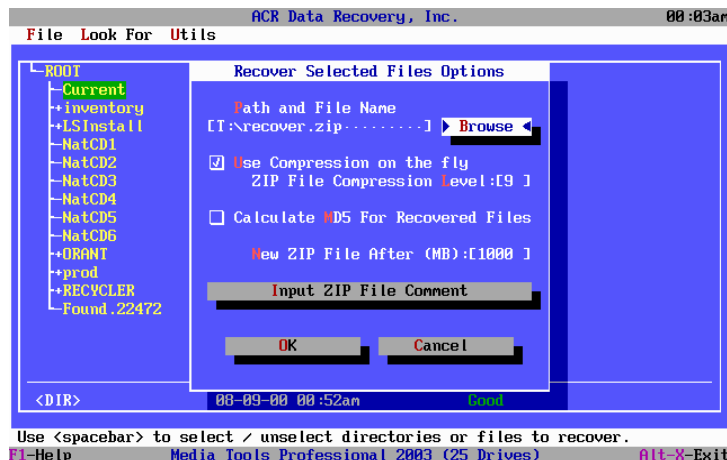 ACR Data Recovery, Inc. 00:03am
File Look For Utils
ROOT
Current
+inventory
+LSInstall
NatCD1
NatCD2
NatCD3
NatCD4
NatCD5
NatCD6
+ORANT
+prod
+RECYCLER
Found.22472
Recover Selected Files Options
Path and File Name
[T:\recover.zip·········] Browse
Use Compression on the fly
ZIP File Compression Level:[9 ]
Calculate MD5 For Recovered Files
New ZIP File After (MB):[1000 ]
Input ZIP File Comment
OK Cancel
<DIR> 08-09-00 00:52am Good
Use <spacebar> to select / unselect directories or files to recover.
F1-Help Media Tools Professional 2003 (25 Drives) Alt-X-Exit